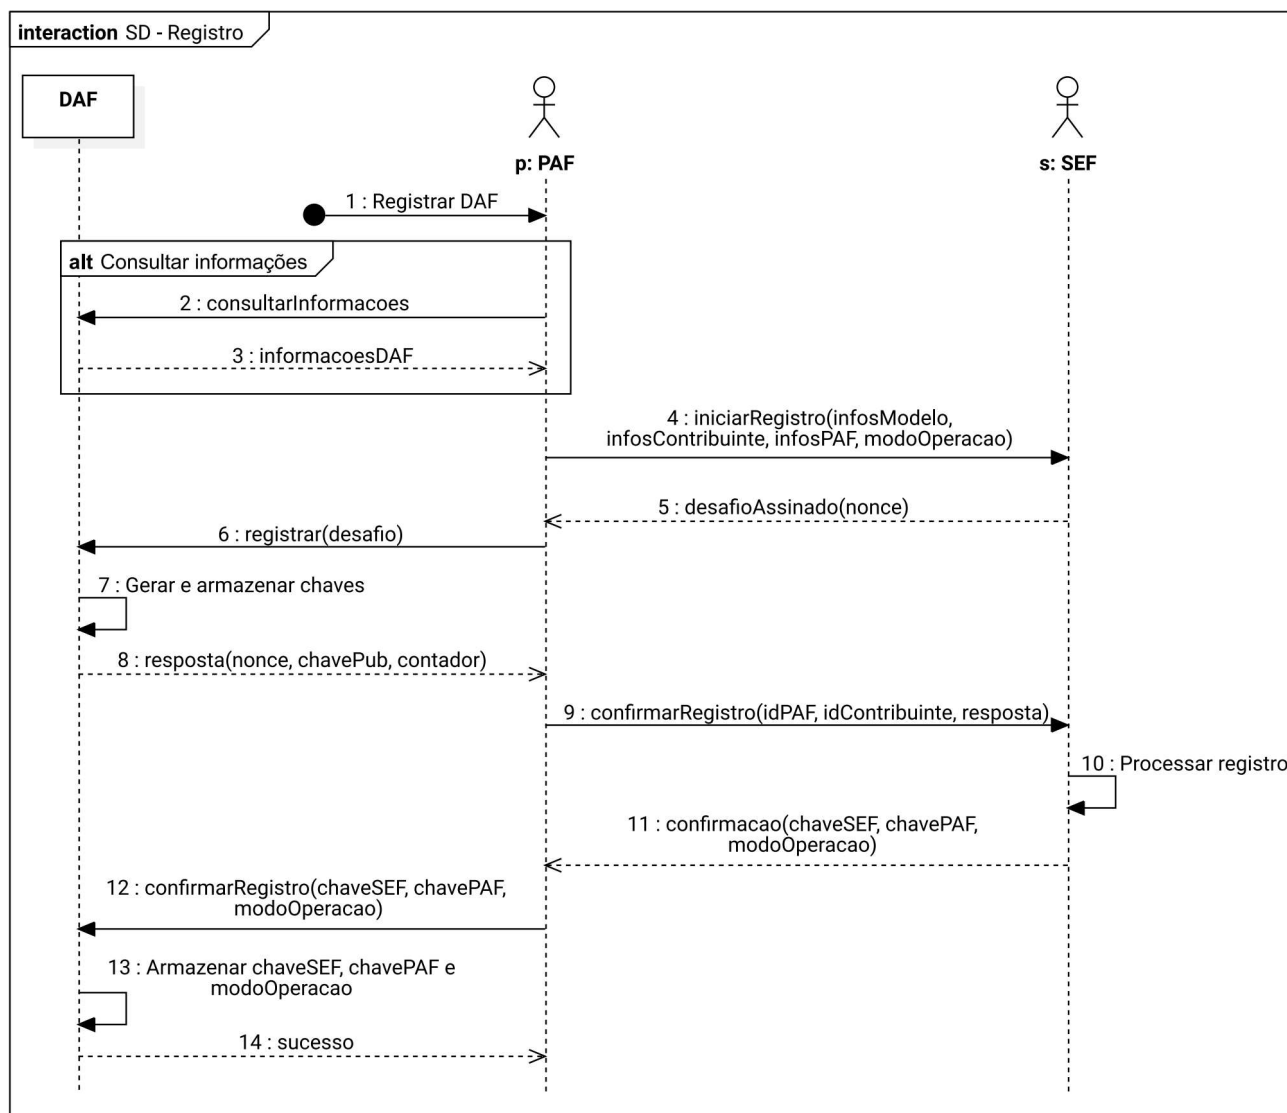 interaction SD - Registro
DAF
p: PAF
s: SEF
1 : Registrar DAF
alt Consultar informações
2 : consultarInformacoes
3 : informacoesDAF
4 : iniciarRegistro(infosModelo,
infosContribuinte, infosPAF, modoOperacao)
5 : desafioAssinado(nonce)
6 : registrar(desafio)
7 : Gerar e armazenar chaves
8 : resposta(nonce, chavePub, contador)
9 : confirmarRegistro(idPAF, idContribuinte, resposta)
10 : Processar registro
11 : confirmacao(chaveSEF, chavePAF,
modoOperacao)
12 : confirmarRegistro(chaveSEF, chavePAF,
modoOperacao)
13 : Armazenar chaveSEF, chavePAF e
modoOperacao
14 : sucesso